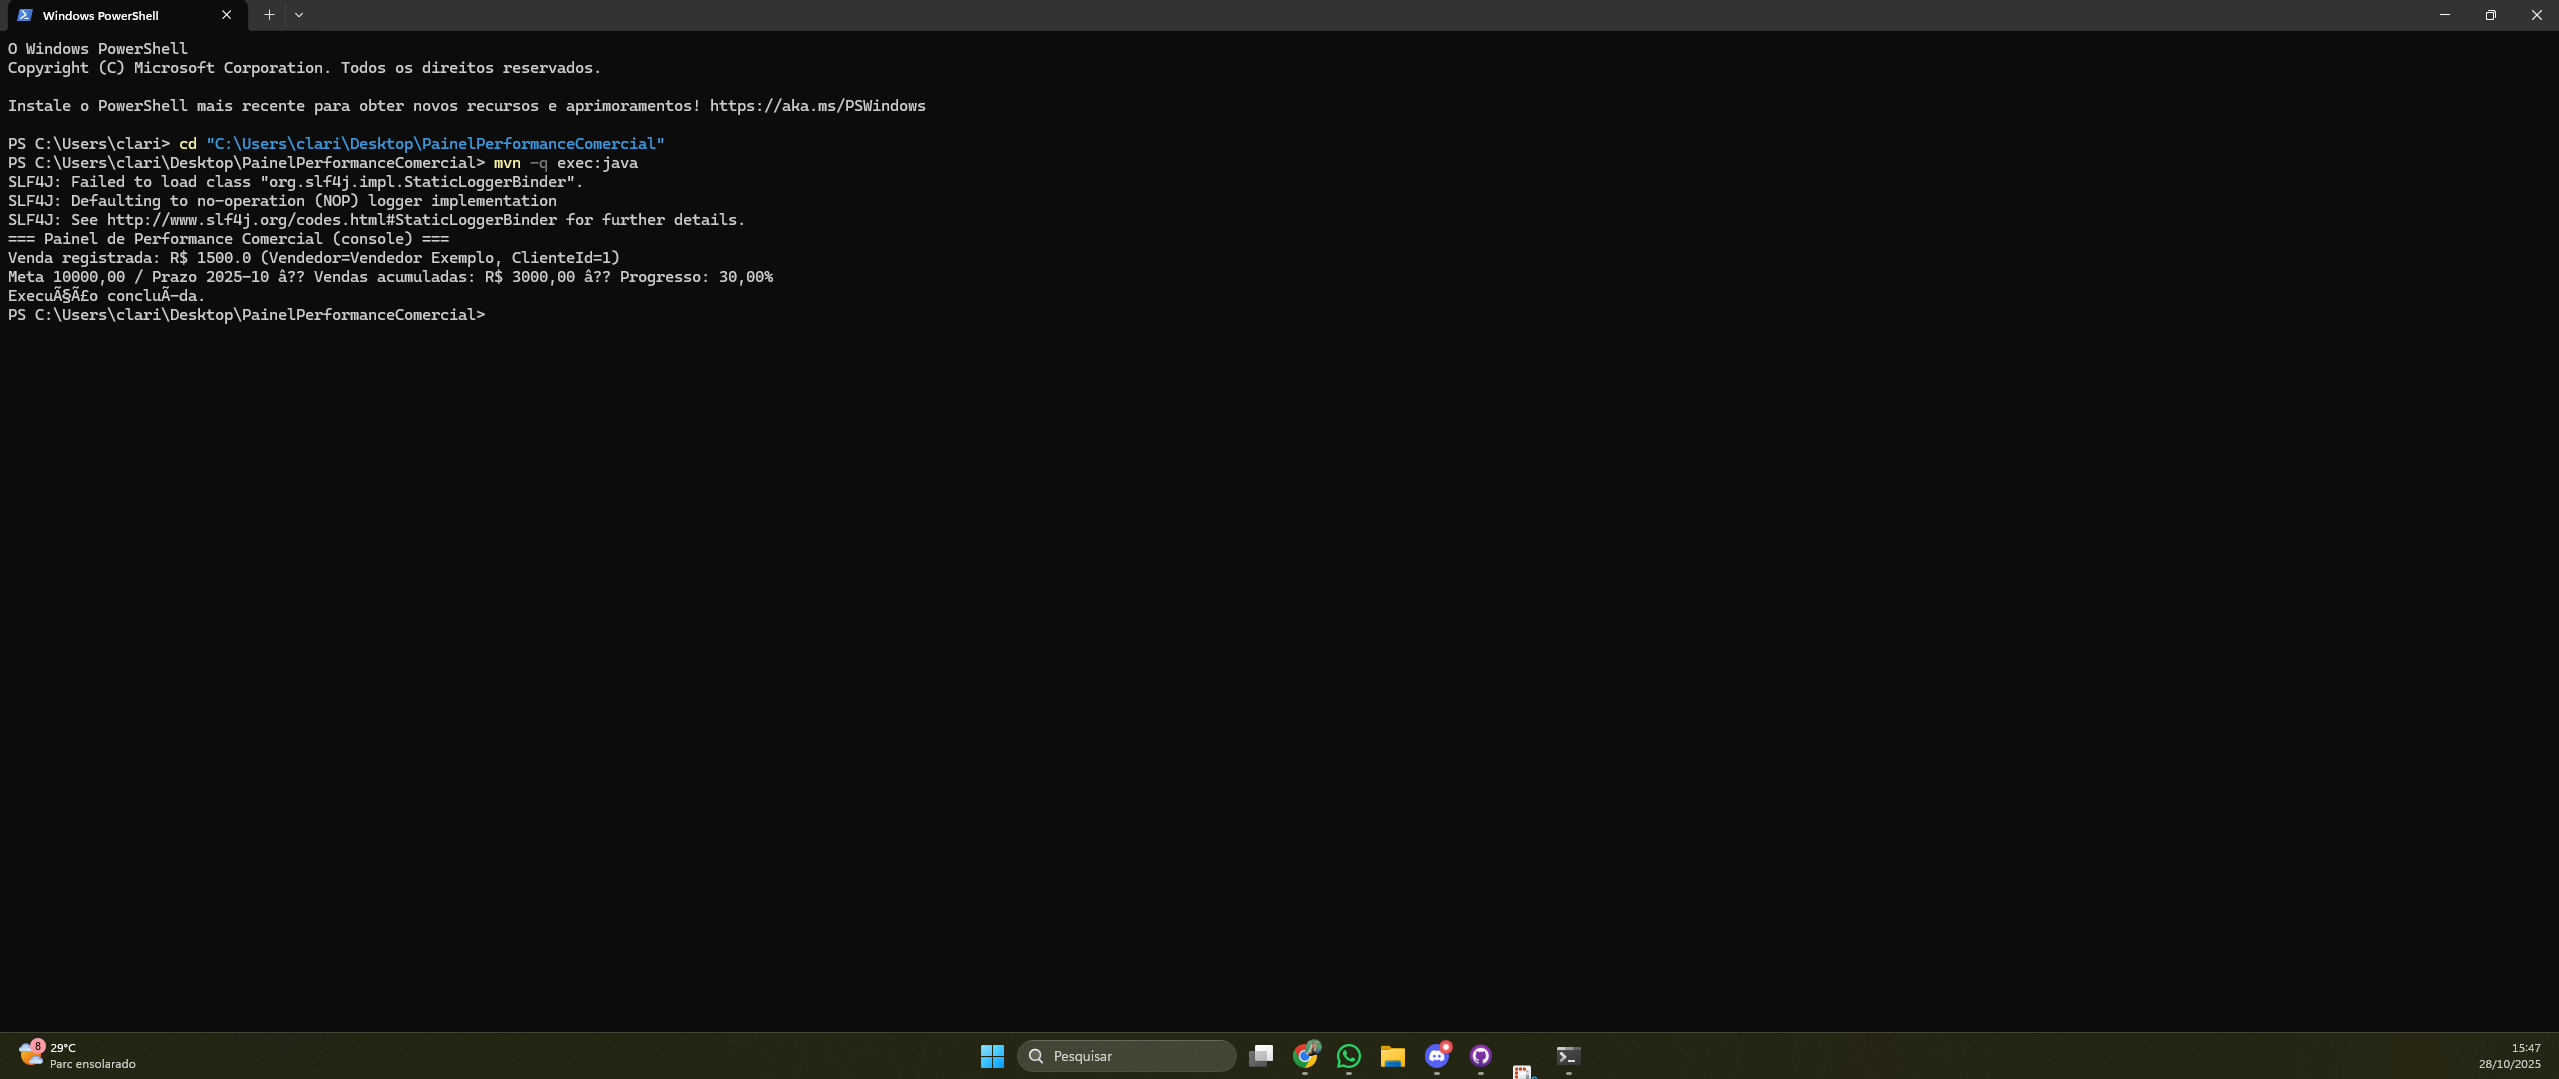 Windows PowerShell
O Windows PowerShell
Copyright (C) Microsoft Corporation. Todos os direitos reservados.
Instale o PowerShell mais recente para obter novos recursos e aprimoramentos! https://aka.ms/PSWindows
PS C:\Users\clari> cd "C:\Users\clari\Desktop\PainelPerformanceComercial"
PS C:\Users\clari\Desktop\PainelPerformanceComercial> mvn -q exec:java
SLF4J: Failed to load class "org.slf4j.impl.StaticLoggerBinder".
SLF4J: Defaulting to no-operation (NOP) logger implementation
SLF4J: See http://www.slf4j.org/codes.html#StaticLoggerBinder for further details.
=== Painel de Performance Comercial (console) ===
Venda registrada: R$ 1500.0 (Vendedor=Vendedor Exemplo, ClienteId=1)
Meta 10000,00 / Prazo 2025-10 â?? Vendas acumuladas: R$ 3000,00 â?? Progresso: 30,00%
ExecuÃ§Ã£o concluÃ-da.
PS C:\Users\clari\Desktop\PainelPerformanceComercial>
8
29°C
Parc ensolarado
Pesquisar
15:47
28/10/2025